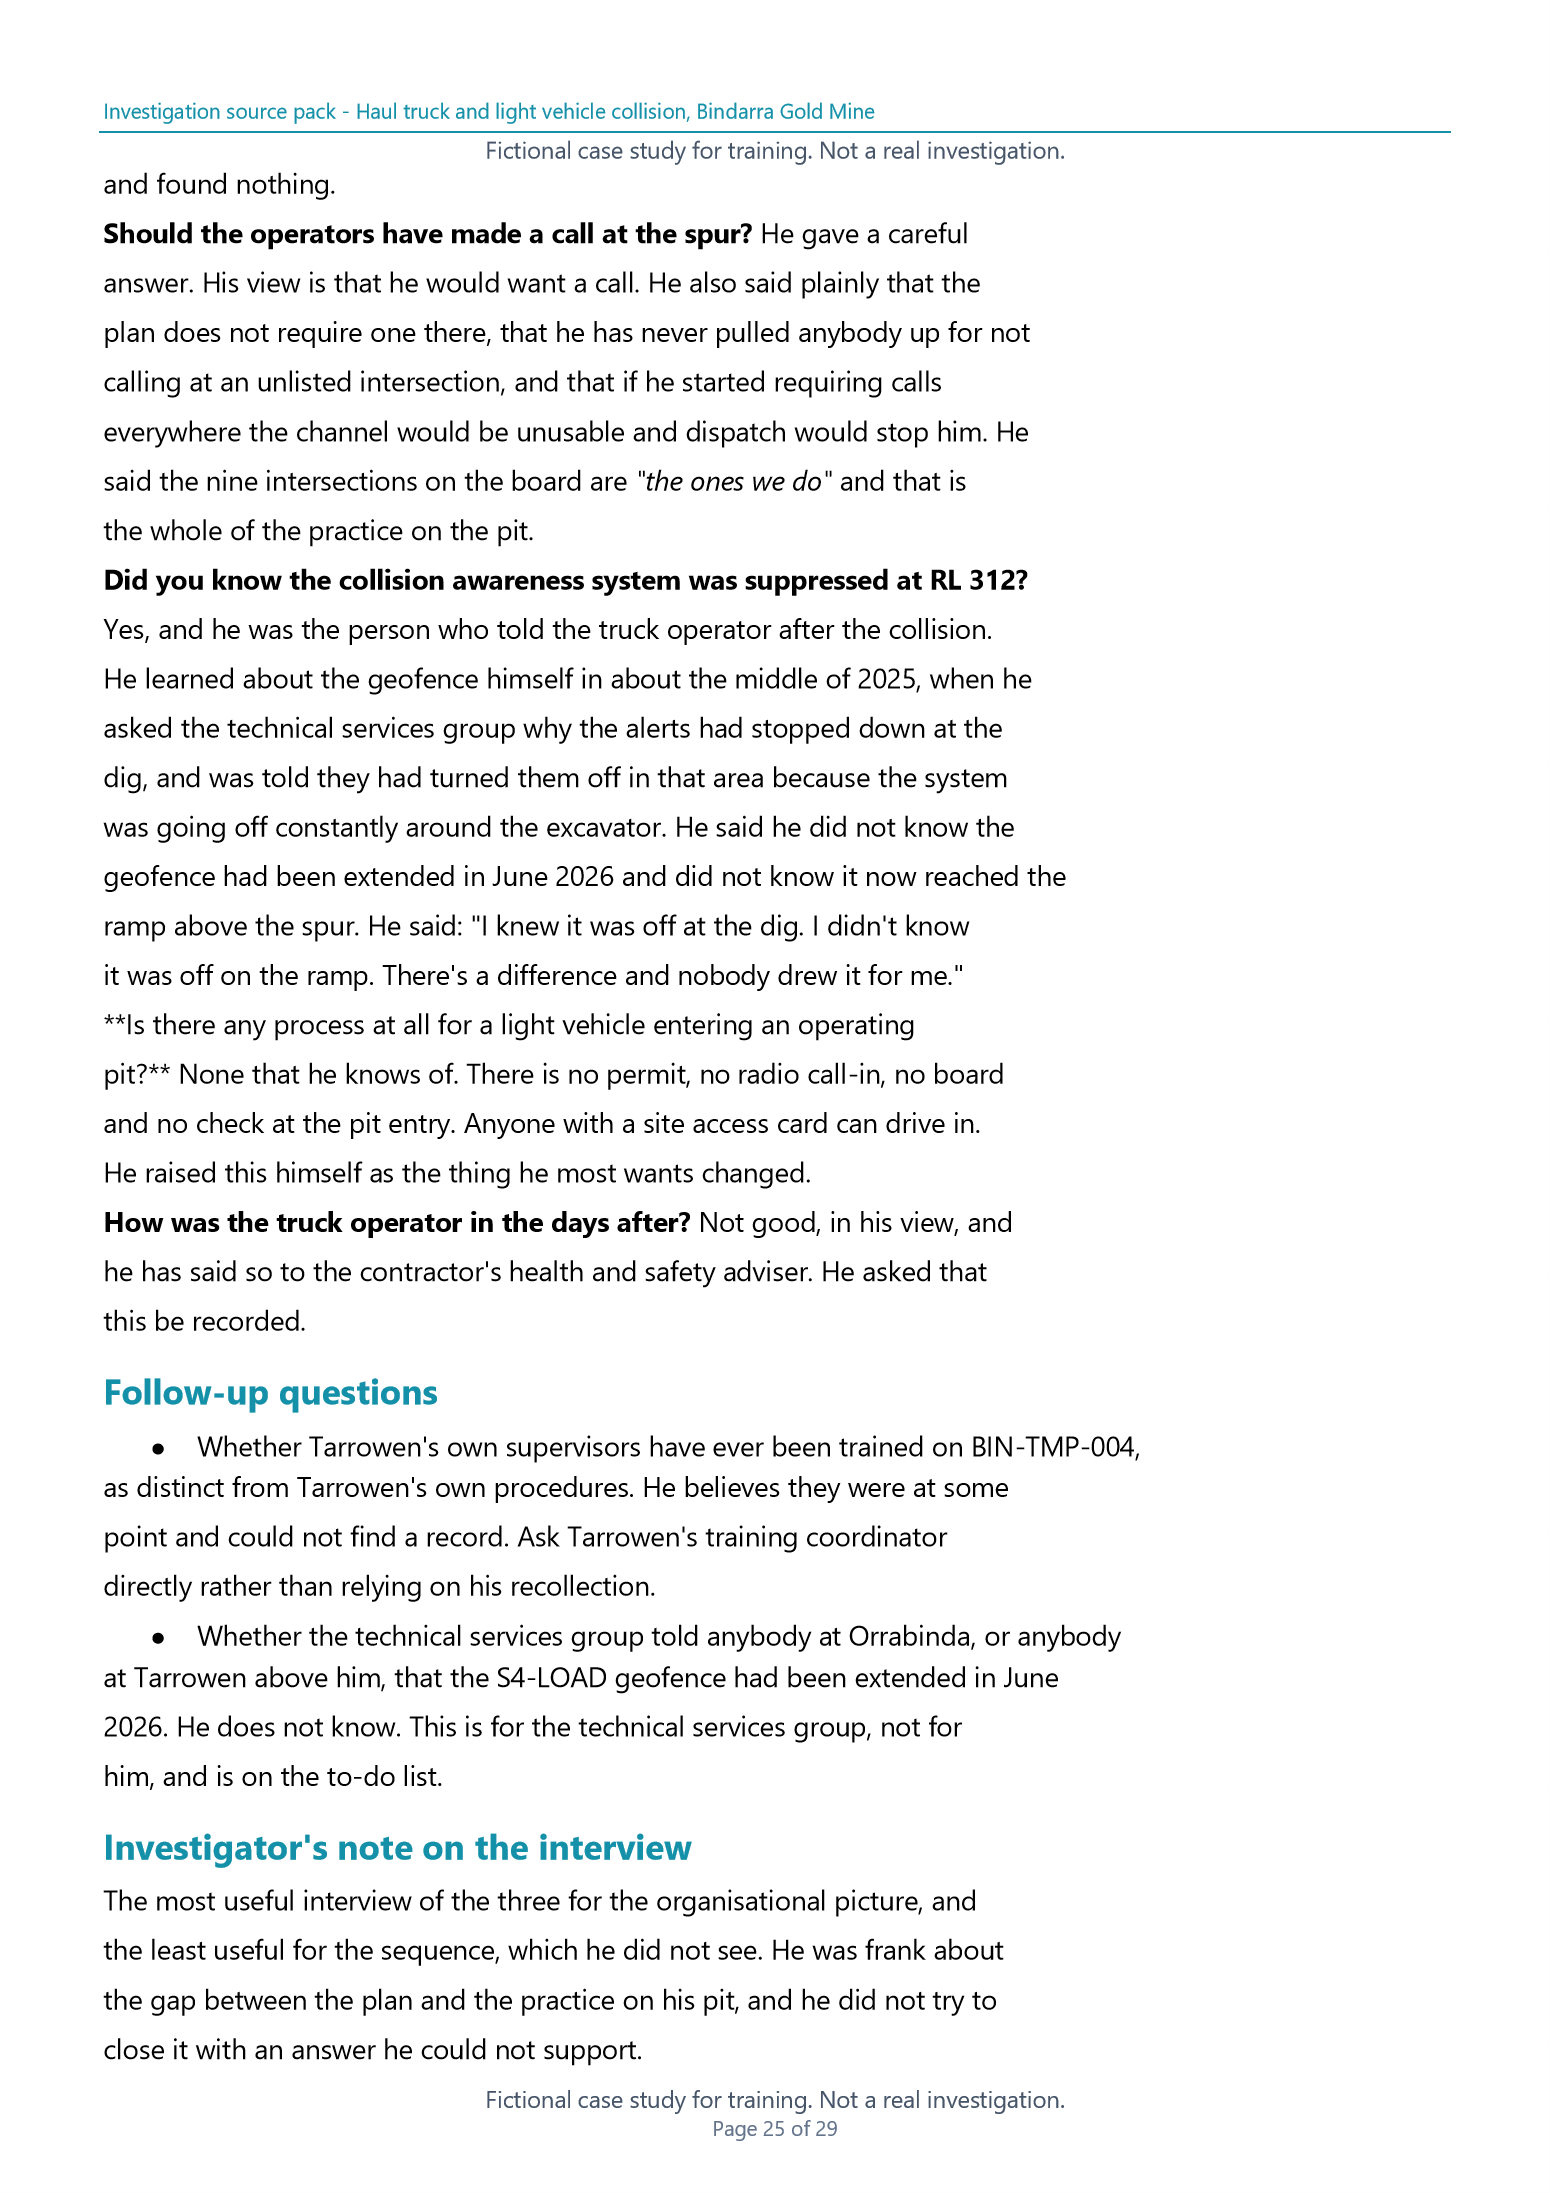 Investigation source pack - Haul truck and light vehicle collision, Bindarra Gold Mine
Fictional case study for training. Not a real investigation.
and found nothing.
Should the operators have made a call at the spur? He gave a careful
answer. His view is that he would want a call. He also said plainly that the
plan does not require one there, that he has never pulled anybody up for not
calling at an unlisted intersection, and that if he started requiring calls
everywhere the channel would be unusable and dispatch would stop him. He
said the nine intersections on the board are "the ones we do" and that is
the whole of the practice on the pit.
Did you know the collision awareness system was suppressed at RL 312?
Yes, and he was the person who told the truck operator after the collision.
He learned about the geofence himself in about the middle of 2025, when he
asked the technical services group why the alerts had stopped down at the
dig, and was told they had turned them off in that area because the system
was going off constantly around the excavator. He said he did not know the
geofence had been extended in June 2026 and did not know it now reached the
ramp above the spur. He said: "I knew it was off at the dig. I didn't know
it was off on the ramp. There's a difference and nobody drew it for me."
**Is there any process at all for a light vehicle entering an operating
pit?** None that he knows of. There is no permit, no radio call-in, no board
and no check at the pit entry. Anyone with a site access card can drive in.
He raised this himself as the thing he most wants changed.
How was the truck operator in the days after? Not good, in his view, and
he has said so to the contractor's health and safety adviser. He asked that
this be recorded.
Follow-up questions
● Whether Tarrowen's own supervisors have ever been trained on BIN-TMP-004,
as distinct from Tarrowen's own procedures. He believes they were at some
point and could not find a record. Ask Tarrowen's training coordinator
directly rather than relying on his recollection.
● Whether the technical services group told anybody at Orrabinda, or anybody
at Tarrowen above him, that the S4-LOAD geofence had been extended in June
2026. He does not know. This is for the technical services group, not for
him, and is on the to-do list.
Investigator's note on the interview
The most useful interview of the three for the organisational picture, and
the least useful for the sequence, which he did not see. He was frank about
the gap between the plan and the practice on his pit, and he did not try to
close it with an answer he could not support.
Fictional case study for training. Not a real investigation.
Page 25 of 29